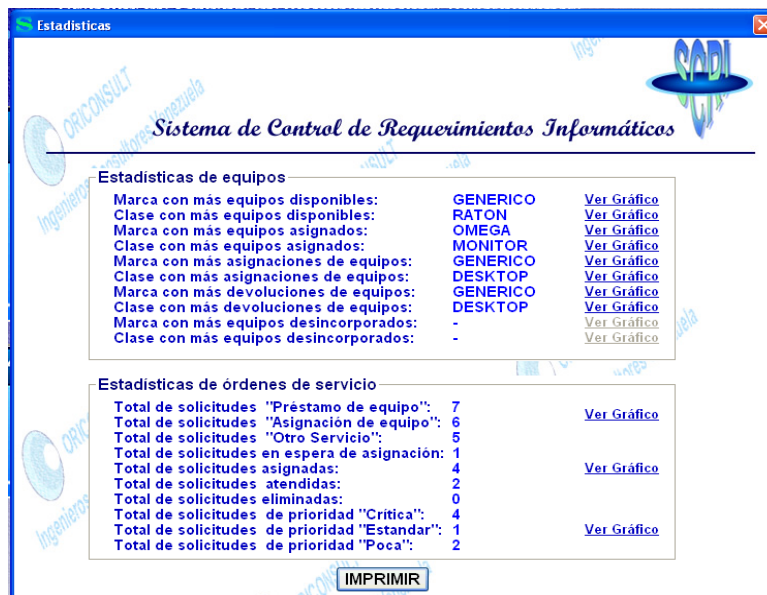 Estadisticas
SCRI
Sistema de Control de Requerimientos Informáticos
ORICONSULT
Ingenieros Consultores Venezuela
Estadísticas de equipos
Marca con más equipos disponibles: GENERICO Ver Gráfico
Clase con más equipos disponibles: RATON Ver Gráfico
Marca con más equipos asignados: OMEGA Ver Gráfico
Clase con más equipos asignados: MONITOR Ver Gráfico
Marca con más asignaciones de equipos: GENERICO Ver Gráfico
Clase con más asignaciones de equipos: DESKTOP Ver Gráfico
Marca con más devoluciones de equipos: GENERICO Ver Gráfico
Clase con más devoluciones de equipos: DESKTOP Ver Gráfico
Marca con más equipos desincorporados: - Ver Gráfico
Clase con más equipos desincorporados: - Ver Gráfico
Estadísticas de órdenes de servicio
Total de solicitudes "Préstamo de equipo": 7
Ver Gráfico
Total de solicitudes "Asignación de equipo": 6
Total de solicitudes "Otro Servicio": 5
Total de solicitudes en espera de asignación: 1
Total de solicitudes asignadas: 4 Ver Gráfico
Total de solicitudes atendidas: 2
Total de solicitudes eliminadas: 0
Total de solicitudes de prioridad "Crítica": 4
Total de solicitudes de prioridad "Estandar": 1 Ver Gráfico
Total de solicitudes de prioridad "Poca": 2
IMPRIMIR